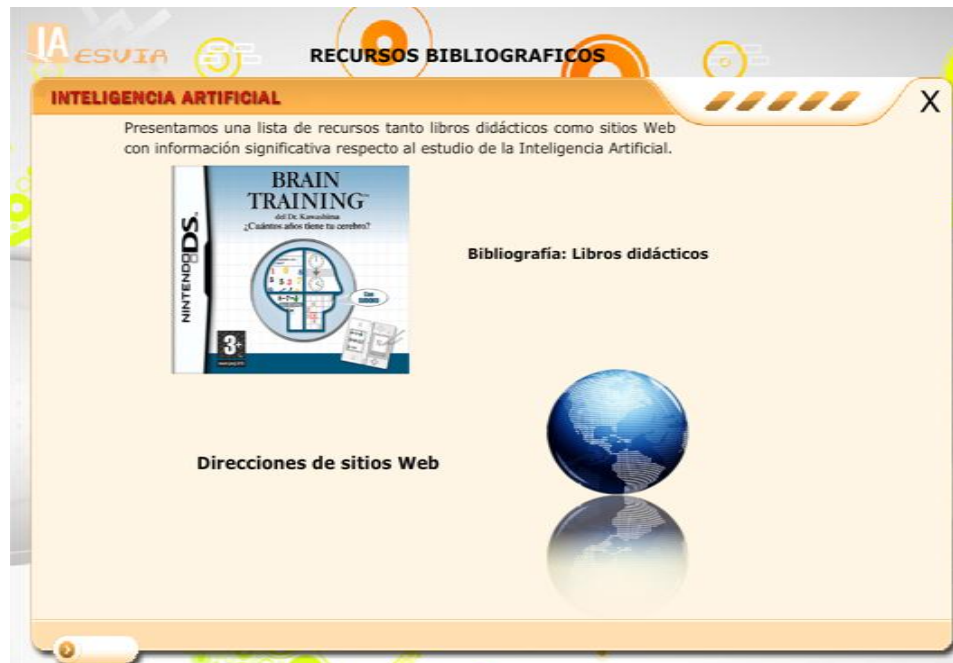 IA ESVIA
RECURSOS BIBLIOGRAFICOS
INTELIGENCIA ARTIFICIAL
X
Presentamos una lista de recursos tanto libros didácticos como sitios Web
con información significativa respecto al estudio de la Inteligencia Artificial.
BRAIN
TRAINING™
del Dr. Kawashima
¿Cuántos años tiene tu cerebro?
NINTENDO DS
3+
Bibliografía: Libros didácticos
Direcciones de sitios Web